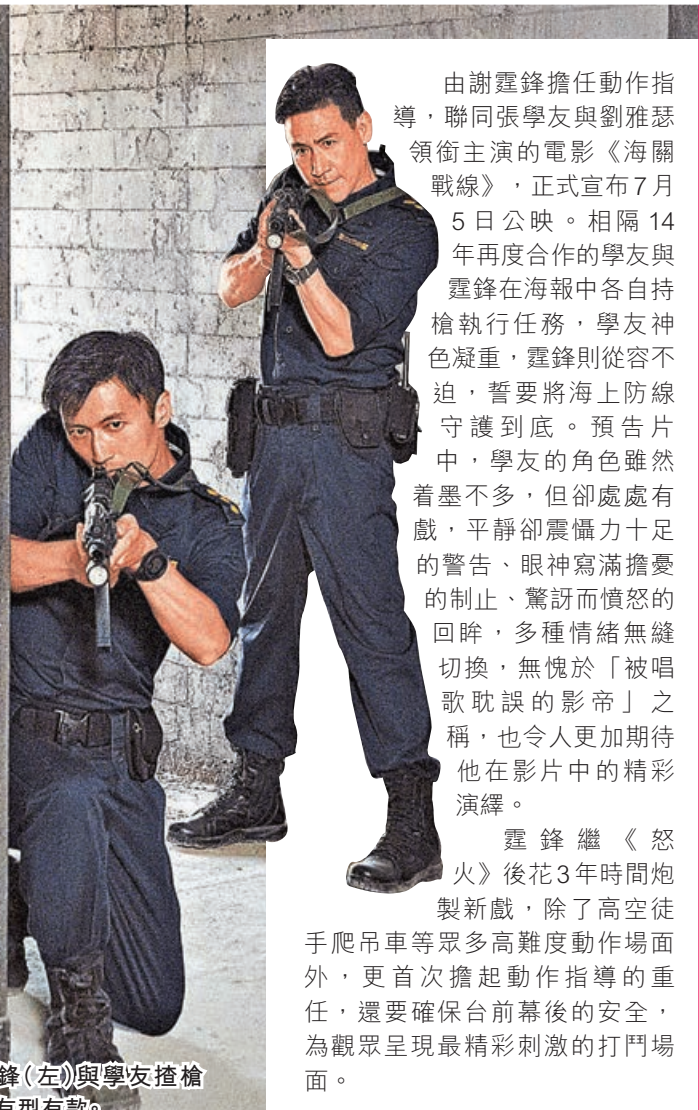 由謝霆鋒擔任動作指
導，聯同張學友與劉雅瑟
領銜主演的電影《海關
戰線》，正式宣布7月
5日公映。相隔14
年再度合作的學友與
霆鋒在海報中各自持
槍執行任務，學友神
色凝重，霆鋒則從容不
迫，誓要將海上防線
守護到底。預告片
中，學友的角色雖然
着墨不多，但卻處處有
戲，平靜卻震懾力十足
的警告、眼神寫滿擔憂
的制止、驚訝而憤怒的
回眸，多種情緒無縫
切換，無愧於「被唱
歌耽誤的影帝」之
稱，也令人更加期待
他在影片中的精彩
演繹。
霆鋒繼《怒
火》後花3年時間炮
製新戲，除了高空徒
手爬吊車等眾多高難度動作場面
外，更首次擔起動作指導的重
任，還要確保台前幕後的安全，
為觀眾呈現最精彩刺激的打鬥場
面。
鋒(左)與學友揸槍
有型有款。